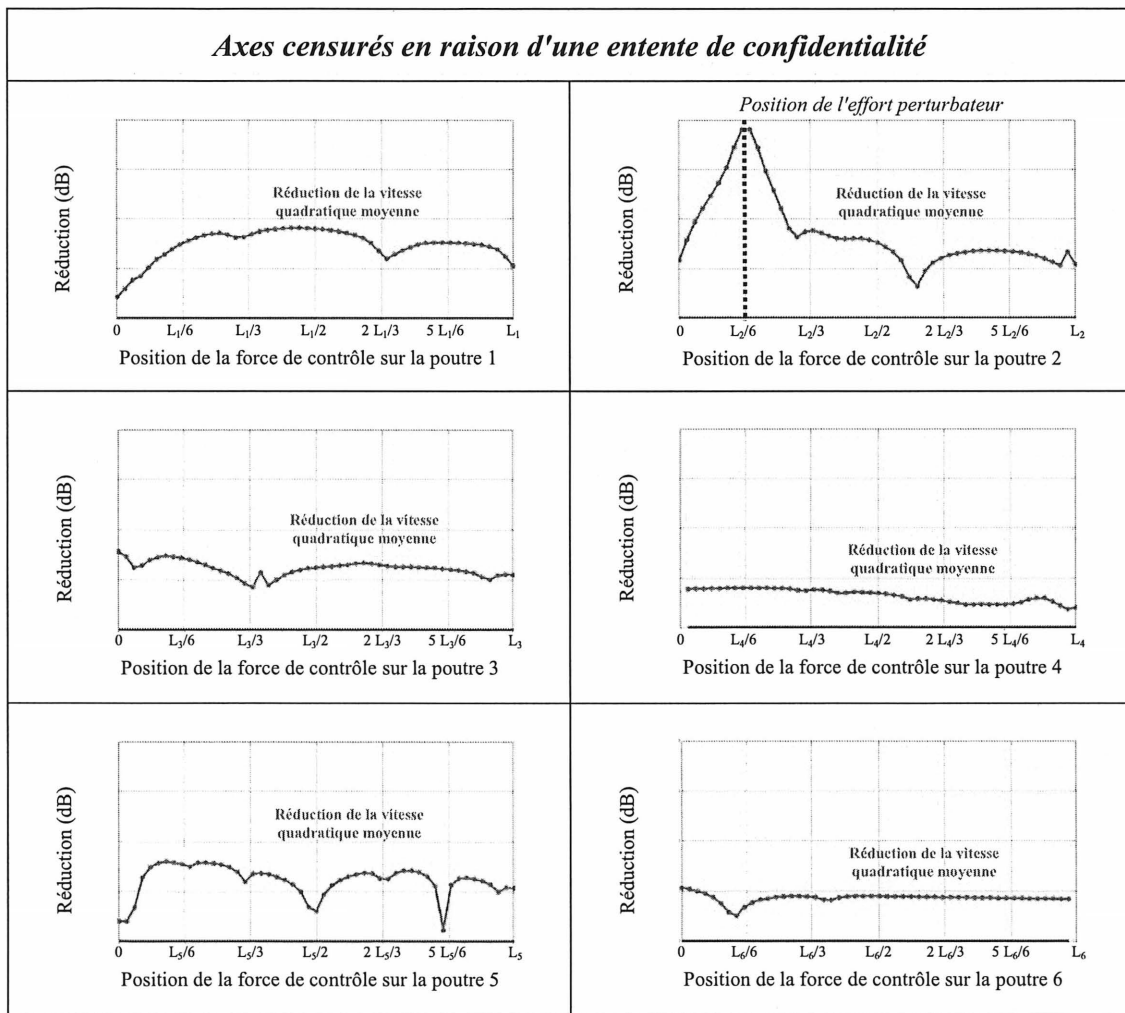 Axes censurés en raison d'une entente de confidentialité
Réduction (dB)
Réduction de la vitesse
quadratique moyenne
0 L₁/6 L₁/3 L₁/2 2 L₁/3 5 L₁/6 L₁
Position de la force de contrôle sur la poutre 1
Position de l'effort perturbateur
Réduction (dB)
Réduction de la vitesse
quadratique moyenne
0 L₂/6 L₂/3 L₂/2 2 L₂/3 5 L₂/6 L₂
Position de la force de contrôle sur la poutre 2
Réduction (dB)
Réduction de la vitesse
quadratique moyenne
0 L₃/6 L₃/3 L₃/2 2 L₃/3 5 L₃/6 L₃
Position de la force de contrôle sur la poutre 3
Réduction (dB)
Réduction de la vitesse
quadratique moyenne
0 L₄/6 L₄/3 L₄/2 2 L₄/3 5 L₄/6 L₄
Position de la force de contrôle sur la poutre 4
Réduction (dB)
Réduction de la vitesse
quadratique moyenne
0 L₅/6 L₅/3 L₅/2 2 L₅/3 5 L₅/6 L₅
Position de la force de contrôle sur la poutre 5
Réduction (dB)
Réduction de la vitesse
quadratique moyenne
0 L₆/6 L₆/3 L₆/2 2 L₆/3 5 L₆/6 L₆
Position de la force de contrôle sur la poutre 6